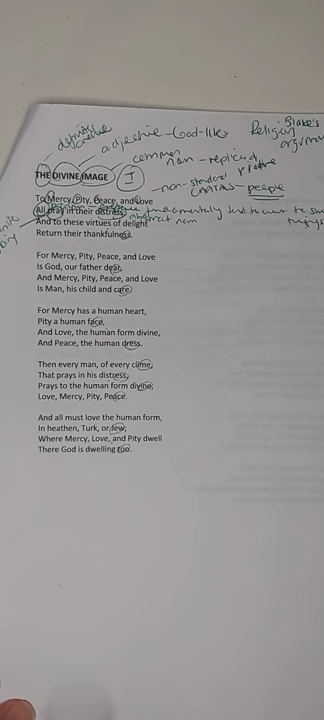 Blake's
definite
adjective - God-like
Religion
common
noun - replica
THE DIVINE IMAGE
I
non-standard
CAPITALS - people
To Mercy, Pity, Peace, and Love
All pray in their distress;
abstract noun
And to these virtues of delight
Return their thankfulness.
For Mercy, Pity, Peace, and Love
Is God, our father dear,
And Mercy, Pity, Peace, and Love
Is Man, his child and care.
For Mercy has a human heart,
Pity a human face,
And Love, the human form divine,
And Peace, the human dress.
Then every man, of every clime,
That prays in his distress,
Prays to the human form divine,
Love, Mercy, Pity, Peace.
And all must love the human form,
In heathen, Turk, or Jew;
Where Mercy, Love, and Pity dwell
There God is dwelling too.